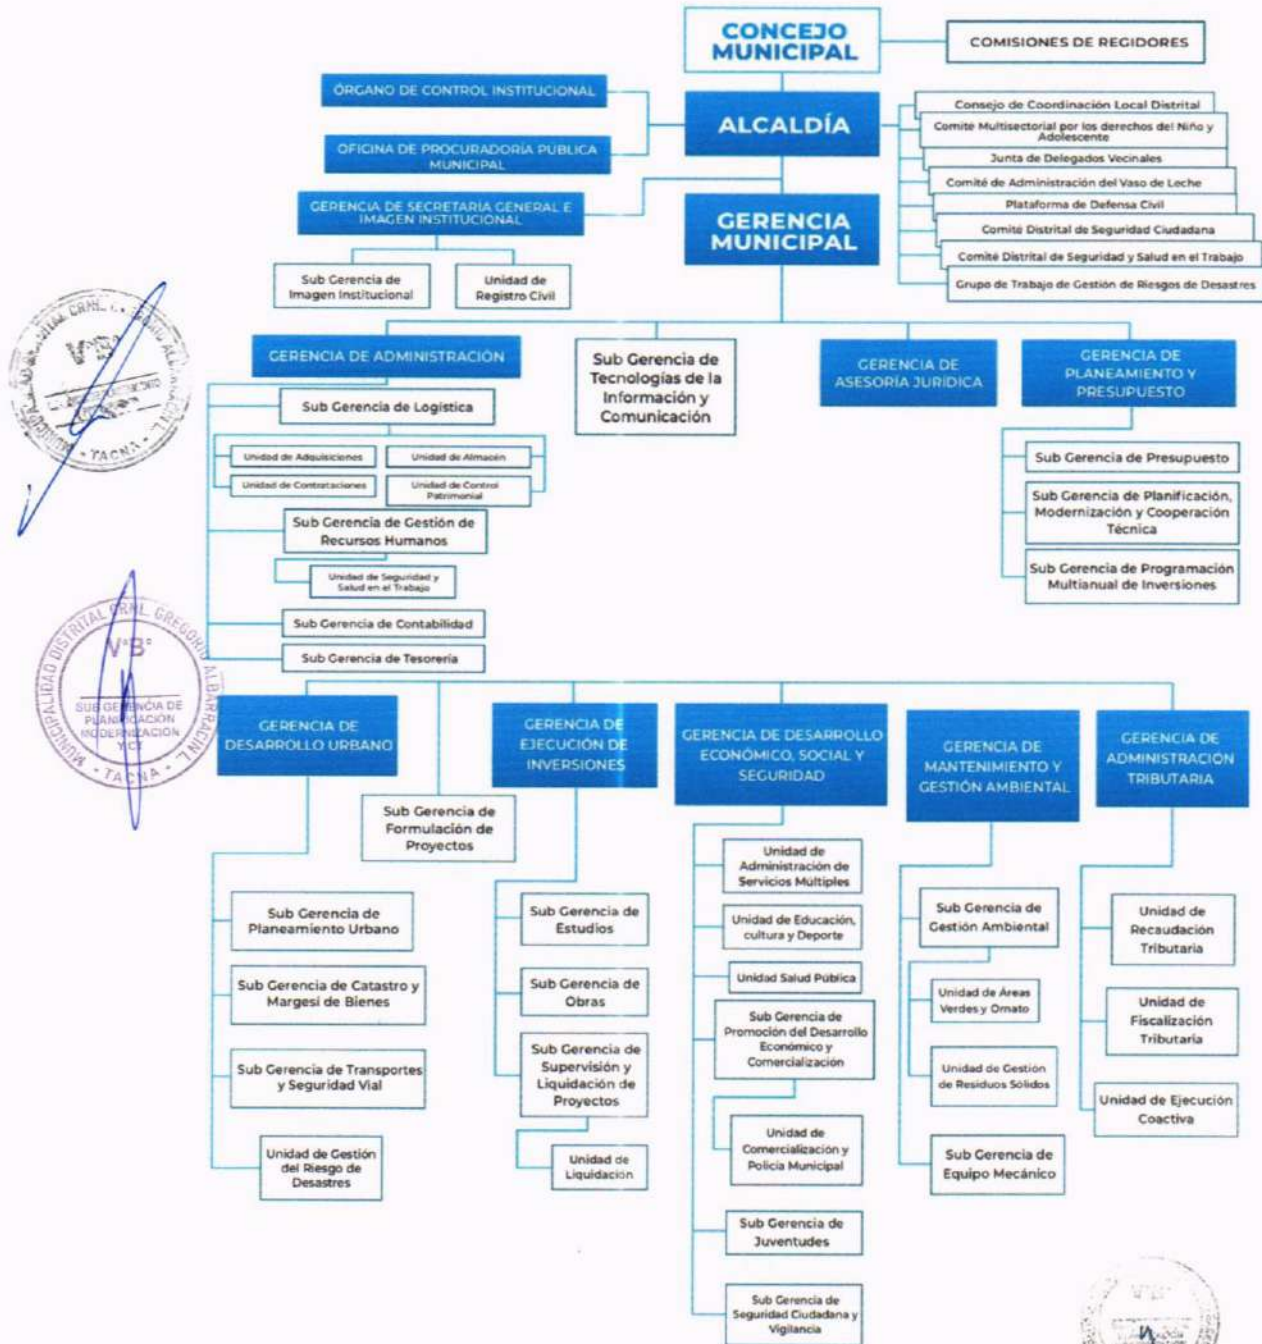 CONCEJO
MUNICIPAL
COMISIONES DE REGIDORES
ÓRGANO DE CONTROL INSTITUCIONAL
ALCALDÍA
OFICINA DE PROCURADORÍA PÚBLICA
MUNICIPAL
Consejo de Coordinación Local Distrital
Comité Multisectorial por los derechos del Niño y
Adolescente
Junta de Delegados Vecinales
Comité de Administración del Vaso de Leche
Plataforma de Defensa Civil
Comité Distrital de Seguridad Ciudadana
Comité Distrital de Seguridad y Salud en el Trabajo
Grupo de Trabajo de Gestión de Riesgos de Desastres
GERENCIA DE SECRETARÍA GENERAL E
IMAGEN INSTITUCIONAL
GERENCIA
MUNICIPAL
Sub Gerencia de
Imagen Institucional
Unidad de
Registro Civil
GERENCIA DE ADMINISTRACIÓN
Sub Gerencia de
Tecnologías de la
Información y
Comunicación
GERENCIA DE
ASESORÍA JURÍDICA
GERENCIA DE
PLANEAMIENTO Y
PRESUPUESTO
Sub Gerencia de Logística
Unidad de Adquisiciones
Unidad de Almacén
Unidad de Contrataciones
Unidad de Control
Patrimonial
Sub Gerencia de Gestión de
Recursos Humanos
Unidad de Seguridad y
Salud en el Trabajo
Sub Gerencia de Contabilidad
Sub Gerencia de Tesorería
Sub Gerencia de Presupuesto
Sub Gerencia de Planificación,
Modernización y Cooperación
Técnica
Sub Gerencia de Programación
Multianual de Inversiones
TACNA
MUNICIPALIDAD DISTRITAL CRNL. GREGORIO ALBARRACIN L.
V°B°
SUB GERENCIA DE
PLANIFICACIÓN
MODERNIZACIÓN
Y CT
TACNA
GERENCIA DE
DESARROLLO URBANO
GERENCIA DE
EJECUCIÓN DE
INVERSIONES
GERENCIA DE DESARROLLO
ECONÓMICO, SOCIAL Y
SEGURIDAD
GERENCIA DE
MANTENIMIENTO Y
GESTIÓN AMBIENTAL
GERENCIA DE
ADMINISTRACIÓN
TRIBUTARIA
Sub Gerencia de
Formulación de
Proyectos
Sub Gerencia de
Planeamiento Urbano
Sub Gerencia de Catastro y
Margesí de Bienes
Sub Gerencia de Transportes
y Seguridad Vial
Unidad de Gestión
del Riesgo de
Desastres
Sub Gerencia de
Estudios
Sub Gerencia de
Obras
Sub Gerencia de
Supervisión y
Liquidación de
Proyectos
Unidad de
Liquidación
Unidad de
Administración de
Servicios Múltiples
Unidad de Educación,
cultura y Deporte
Unidad Salud Pública
Sub Gerencia de
Promoción del Desarrollo
Económico y
Comercialización
Unidad de
Comercialización y
Policía Municipal
Sub Gerencia de
Juventudes
Sub Gerencia de
Seguridad Ciudadana y
Vigilancia
Sub Gerencia de
Gestión Ambiental
Unidad de Áreas
Verdes y Ornato
Unidad de Gestión
de Residuos Sólidos
Sub Gerencia de
Equipo Mecánico
Unidad de
Recaudación
Tributaria
Unidad de
Fiscalización
Tributaria
Unidad de Ejecución
Coactiva